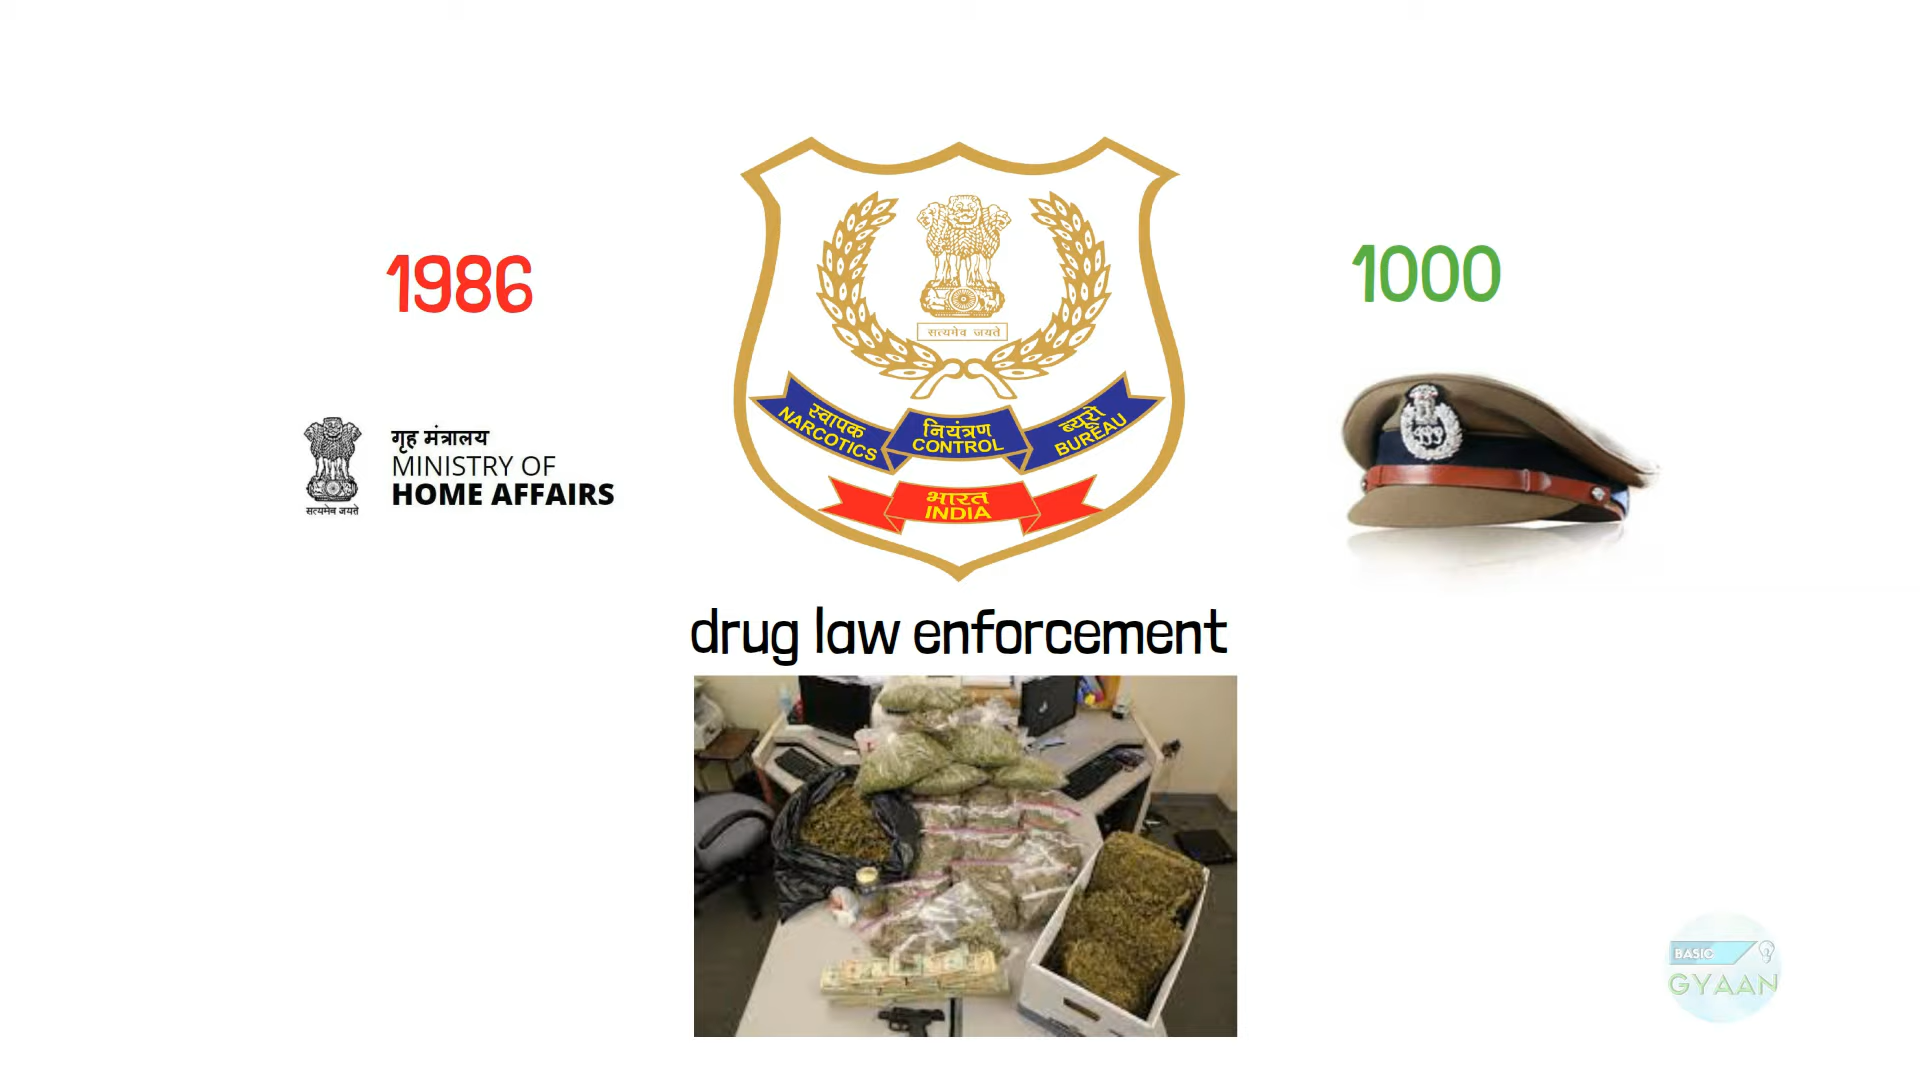 1986
गृह मंत्रालय
MINISTRY OF
HOME AFFAIRS
सत्यमेव जयते
सत्यमेव जयते
स्वापक नियंत्रण ब्यूरो
NARCOTICS CONTROL BUREAU
भारत
INDIA
1000
drug law enforcement
BASIC
GYAAN